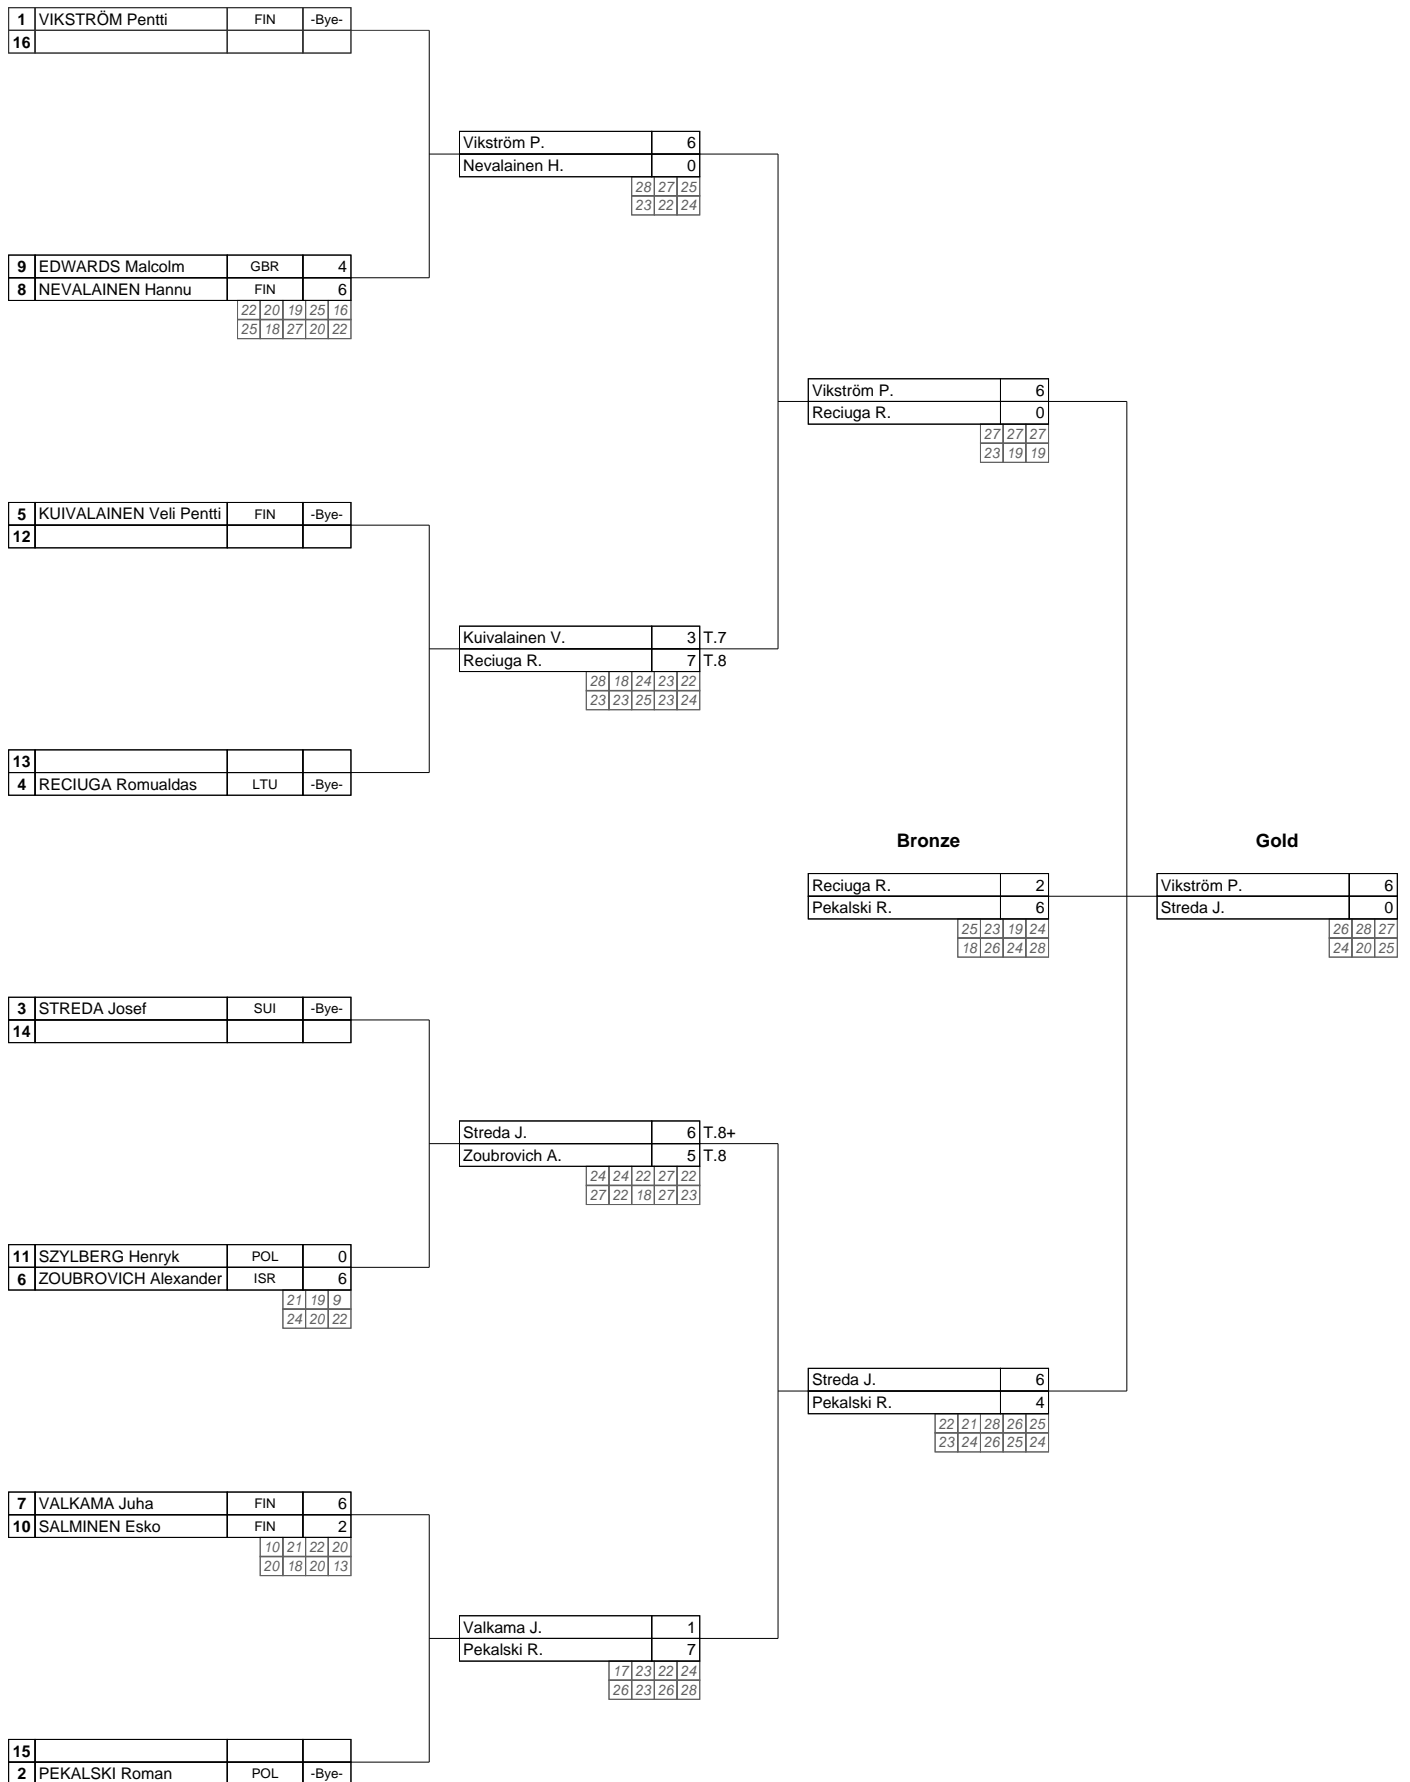 1 VIKSTRÖM Pentti FIN -Bye-
16
Vikström P. 6
Nevalainen H. 0
28 27 25
23 22 24
9 EDWARDS Malcolm GBR 4
8 NEVALAINEN Hannu FIN 6
22 20 19 25 16
25 18 27 20 22
Vikström P. 6
Reciuga R. 0
27 27 27
23 19 19
5 KUIVALAINEN Veli Pentti FIN -Bye-
12
Kuivalainen V. 3 T.7
Reciuga R. 7 T.8
28 18 24 23 22
23 23 25 23 24
13
4 RECIUGA Romualdas LTU -Bye-
Bronze Gold
Reciuga R. 2 Vikström P. 6
Pekalski R. 6 Streda J. 0
25 23 19 24 26 28 27
18 26 24 28 24 20 25
3 STREDA Josef SUI -Bye-
14
Streda J. 6 T.8+
Zoubrovich A. 5 T.8
24 24 22 27 22
27 22 18 27 23
11 SZYLBERG Henryk POL 0
6 ZOUBROVICH Alexander ISR 6
21 19 9
24 20 22
Streda J. 6
Pekalski R. 4
22 21 28 26 25
23 24 26 25 24
7 VALKAMA Juha FIN 6
10 SALMINEN Esko FIN 2
10 21 22 20
20 18 20 13
Valkama J. 1
Pekalski R. 7
17 23 22 24
26 23 26 28
15
2 PEKALSKI Roman POL -Bye-